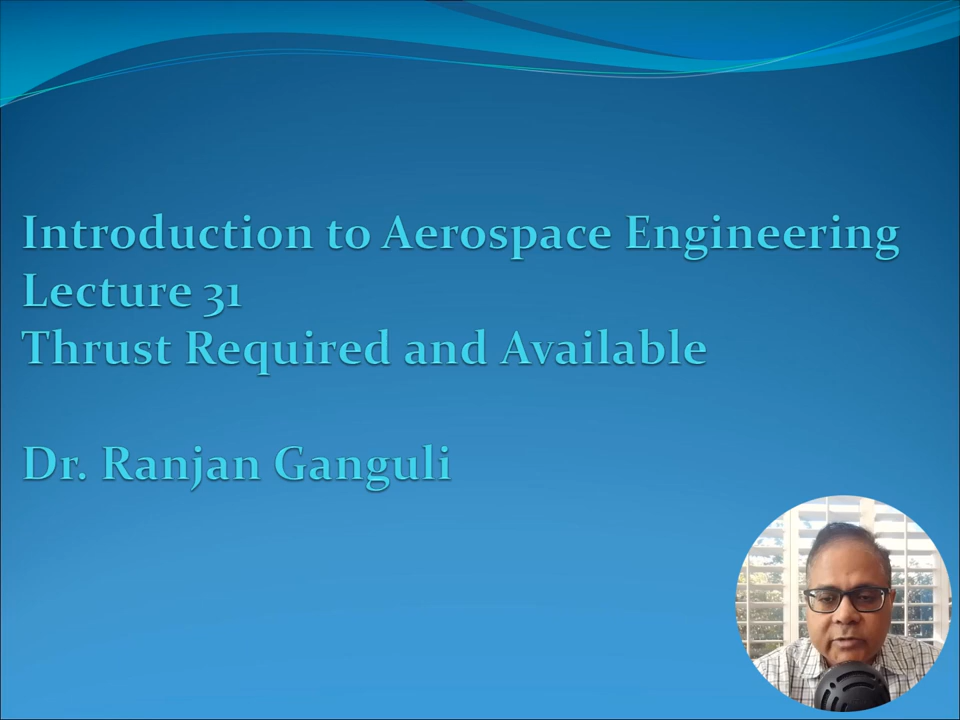 Introduction to Aerospace Engineering
Lecture 31
Thrust Required and Available
Dr. Ranjan Ganguli